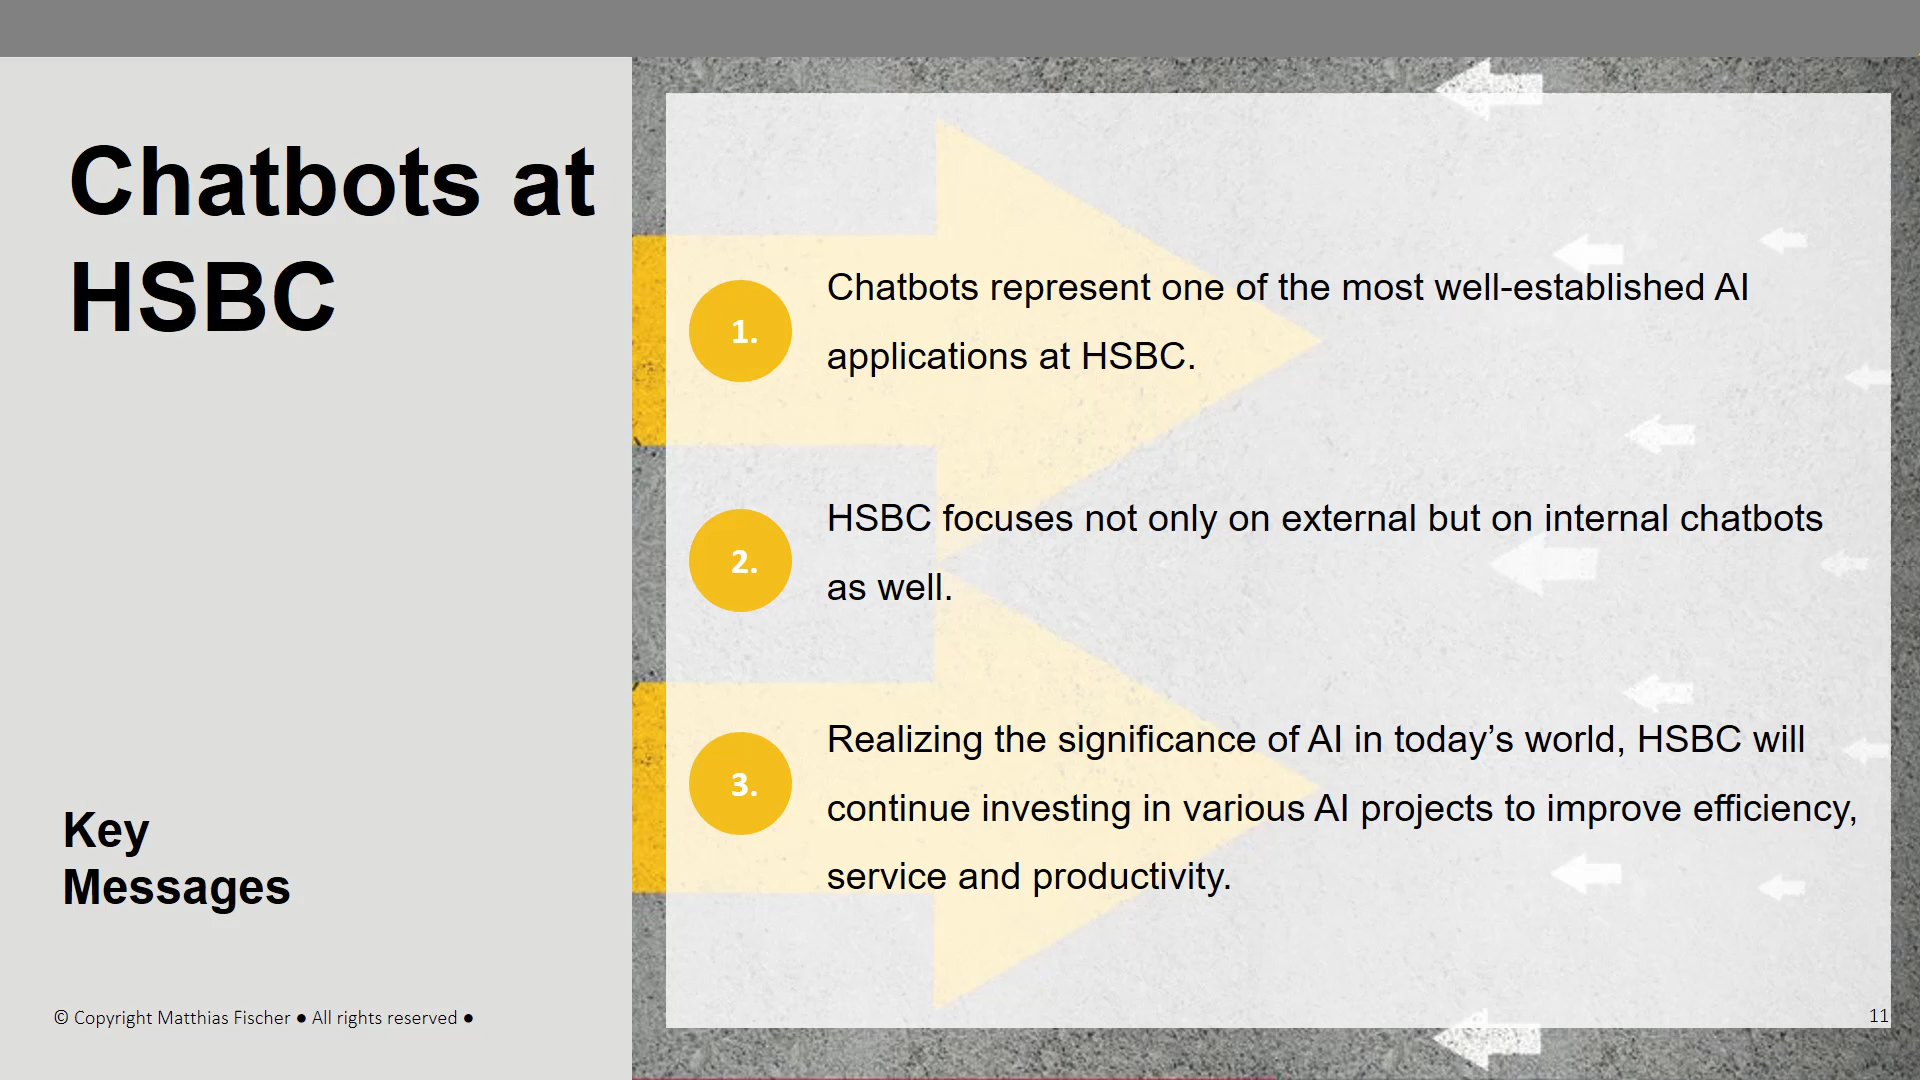 Chatbots at
HSBC
Key
Messages
© Copyright Matthias Fischer ● All rights reserved ●
1.
Chatbots represent one of the most well-established AI
applications at HSBC.
2.
HSBC focuses not only on external but on internal chatbots
as well.
3.
Realizing the significance of AI in today’s world, HSBC will
continue investing in various AI projects to improve efficiency,
service and productivity.
11